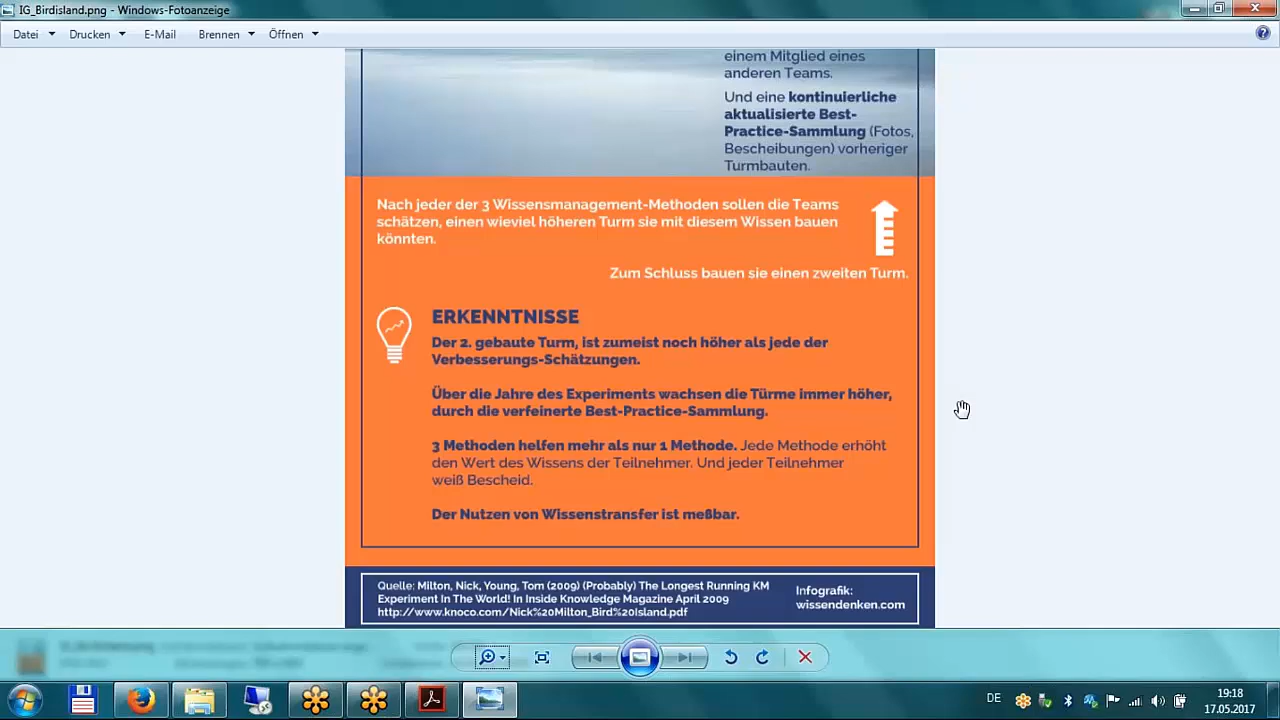 IG_Birdisland.png - Windows-Fotoanzeige
Datei Drucken E-Mail Brennen Öffnen
einem Mitglied eines
anderen Teams.
Und eine kontinuierliche
aktualisierte Best-
Practice-Sammlung (Fotos,
Bescheibungen) vorheriger
Turmbauten.
Nach jeder der 3 Wissensmanagement-Methoden sollen die Teams
schätzen, einen wieviel höheren Turm sie mit diesem Wissen bauen
könnten.
Zum Schluss bauen sie einen zweiten Turm.
ERKENNTNISSE
Der 2. gebaute Turm, ist zumeist noch höher als jede der
Verbesserungs-Schätzungen.
Über die Jahre des Experiments wachsen die Türme immer höher,
durch die verfeinerte Best-Practice-Sammlung.
3 Methoden helfen mehr als nur 1 Methode. Jede Methode erhöht
den Wert des Wissens der Teilnehmer. Und jeder Teilnehmer
weiß Bescheid.
Der Nutzen von Wissenstransfer ist meßbar.
Quelle: Milton, Nick, Young, Tom (2009) (Probably) The Longest Running KM
Experiment In The World! In Inside Knowledge Magazine April 2009
http://www.knoco.com/Nick%20Milton_Bird%20Island.pdf
Infografik:
wissendenken.com
DE
19:18
17.05.2017